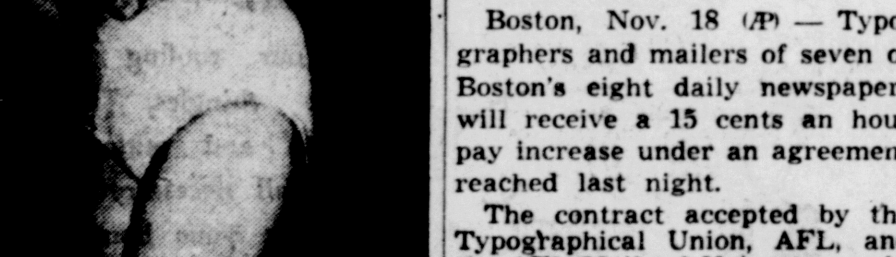 Boston, Nov. 18 (AP) — Typo
graphers and mailers of seven o
Boston's eight daily newspaper
will receive a 15 cents an hou
pay increase under an agreemen
reached last night.
The contract accepted by th
Typographical Union, AFL, an